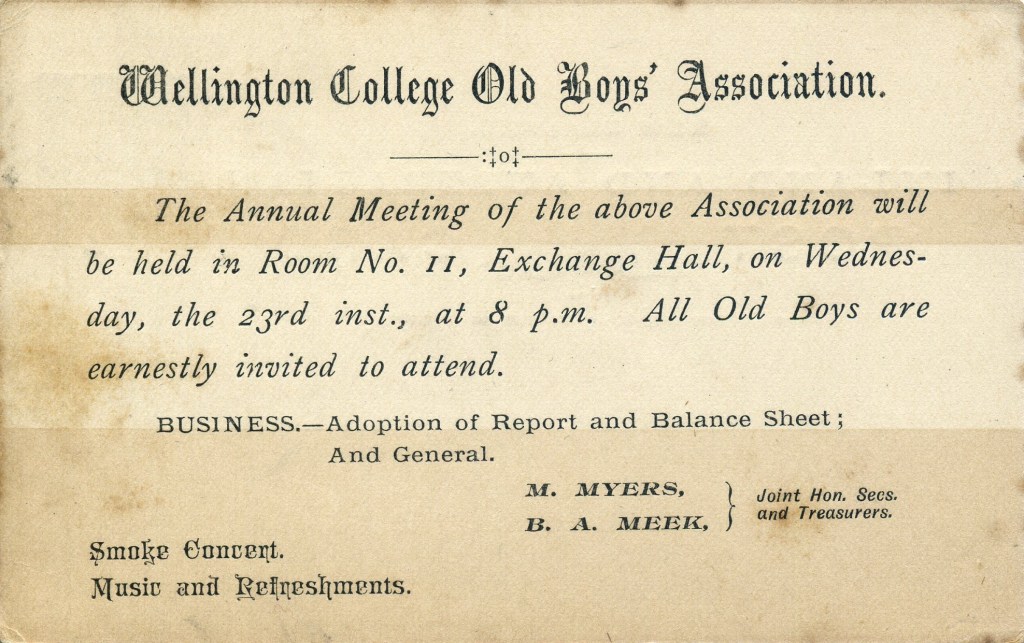 Wellington College Old Boys' Association.
:‡o‡
The Annual Meeting of the above Association will
be held in Room No. 11, Exchange Hall, on Wednes-
day, the 23rd inst., at 8 p.m. All Old Boys are
earnestly invited to attend.
BUSINESS.—Adoption of Report and Balance Sheet;
And General.
M. MYERS,
B. A. MEEK,
} Joint Hon. Secs.
and Treasurers.
Smoke Concert.
Music and Refreshments.